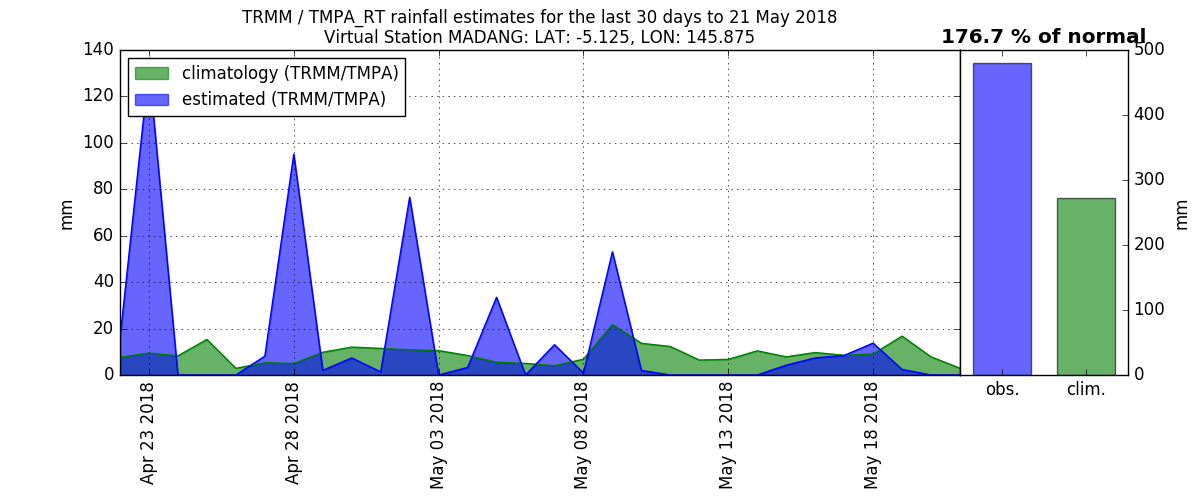 TRMM / TMPA_RT rainfall estimates for the last 30 days to 21 May 2018
Virtual Station MADANG: LAT: -5.125, LON: 145.875
176.7 % of normal
climatology (TRMM/TMPA)
estimated (TRMM/TMPA)
mm
140
120
100
80
60
40
20
0
Apr 23 2018
Apr 28 2018
May 03 2018
May 08 2018
May 13 2018
May 18 2018
500
400
300
200
100
0
mm
obs.
clim.